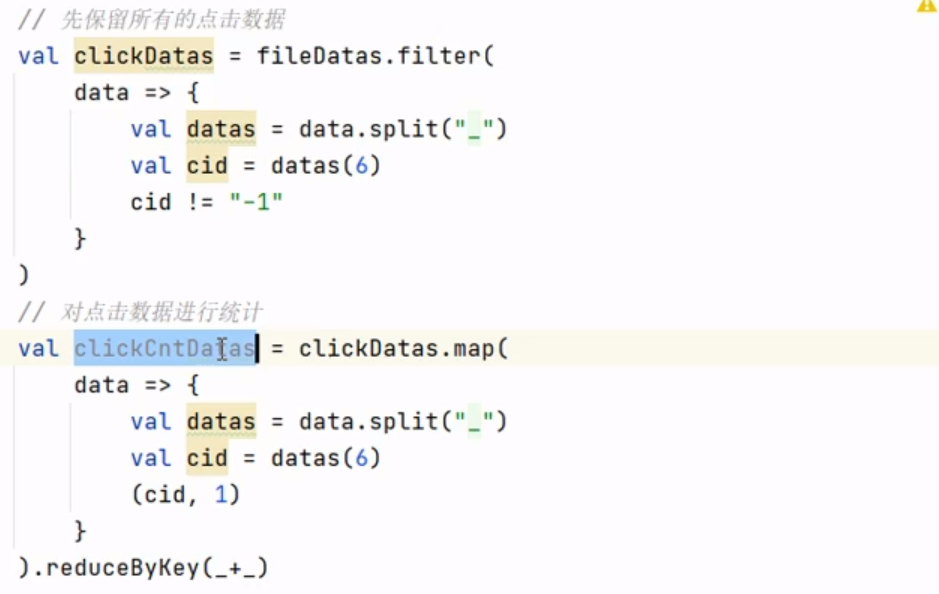 // 先保留所有的点击数据
val clickDatas = fileDatas.filter(
    data => {
        val datas = data.split("_")
        val cid = datas(6)
        cid != "-1"
    }
)
// 对点击数据进行统计
val clickCntDatas = clickDatas.map(
    data => {
        val datas = data.split("_")
        val cid = datas(6)
        (cid, 1)
    }
).reduceByKey(_+_)